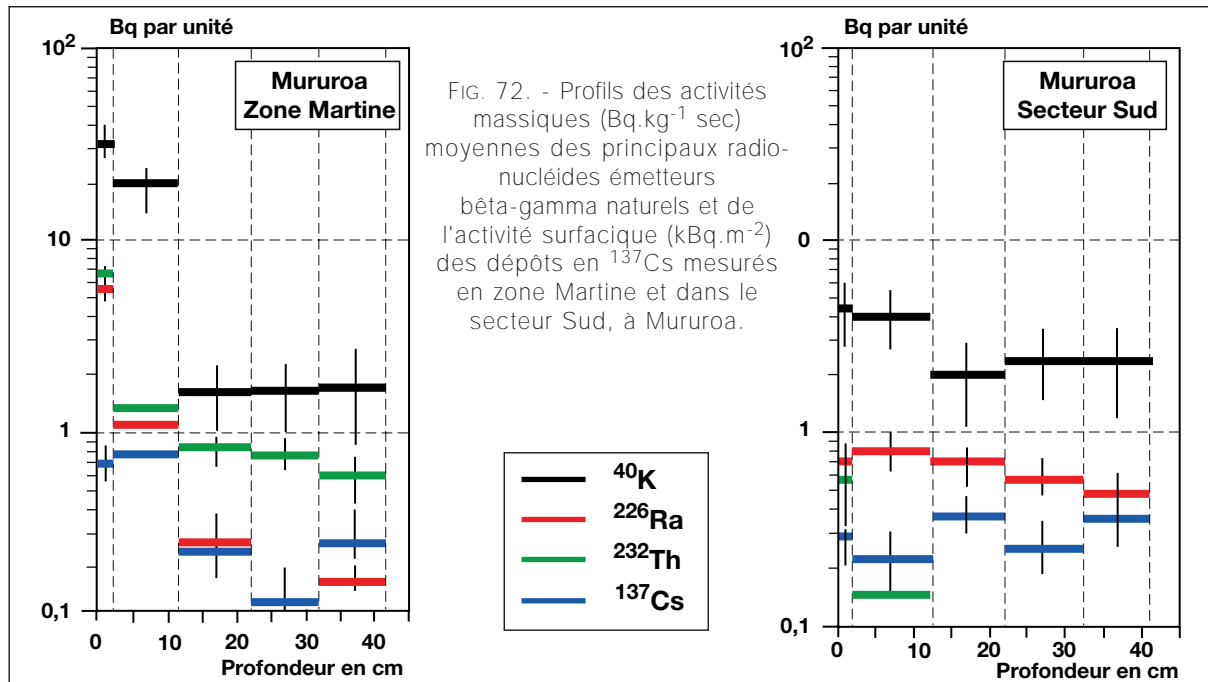 Bq par unité
10²
10
1
0,1
Mururoa
Zone Martine
0 10 20 30 40
Profondeur en cm
FIG. 72. - Profils des activités
massiques (Bq.kg⁻¹ sec)
moyennes des principaux radio-
nucléides émetteurs
bêta-gamma naturels et de
l'activité surfacique (kBq.m⁻²)
des dépôts en ¹³⁷Cs mesurés
en zone Martine et dans le
secteur Sud, à Mururoa.
⁴⁰K
²²⁶Ra
²³²Th
¹³⁷Cs
Bq par unité
10²
0
1
0,1
Mururoa
Secteur Sud
0 10 20 30 40
Profondeur en cm